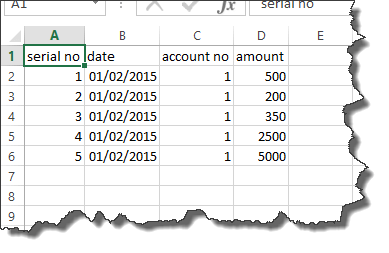 A1 fx serial no
A B C D E
1 serial no date account no amount
2 1 01/02/2015 1 500
3 2 01/02/2015 1 200
4 3 01/02/2015 1 350
5 4 01/02/2015 1 2500
6 5 01/02/2015 1 5000
7
8
9